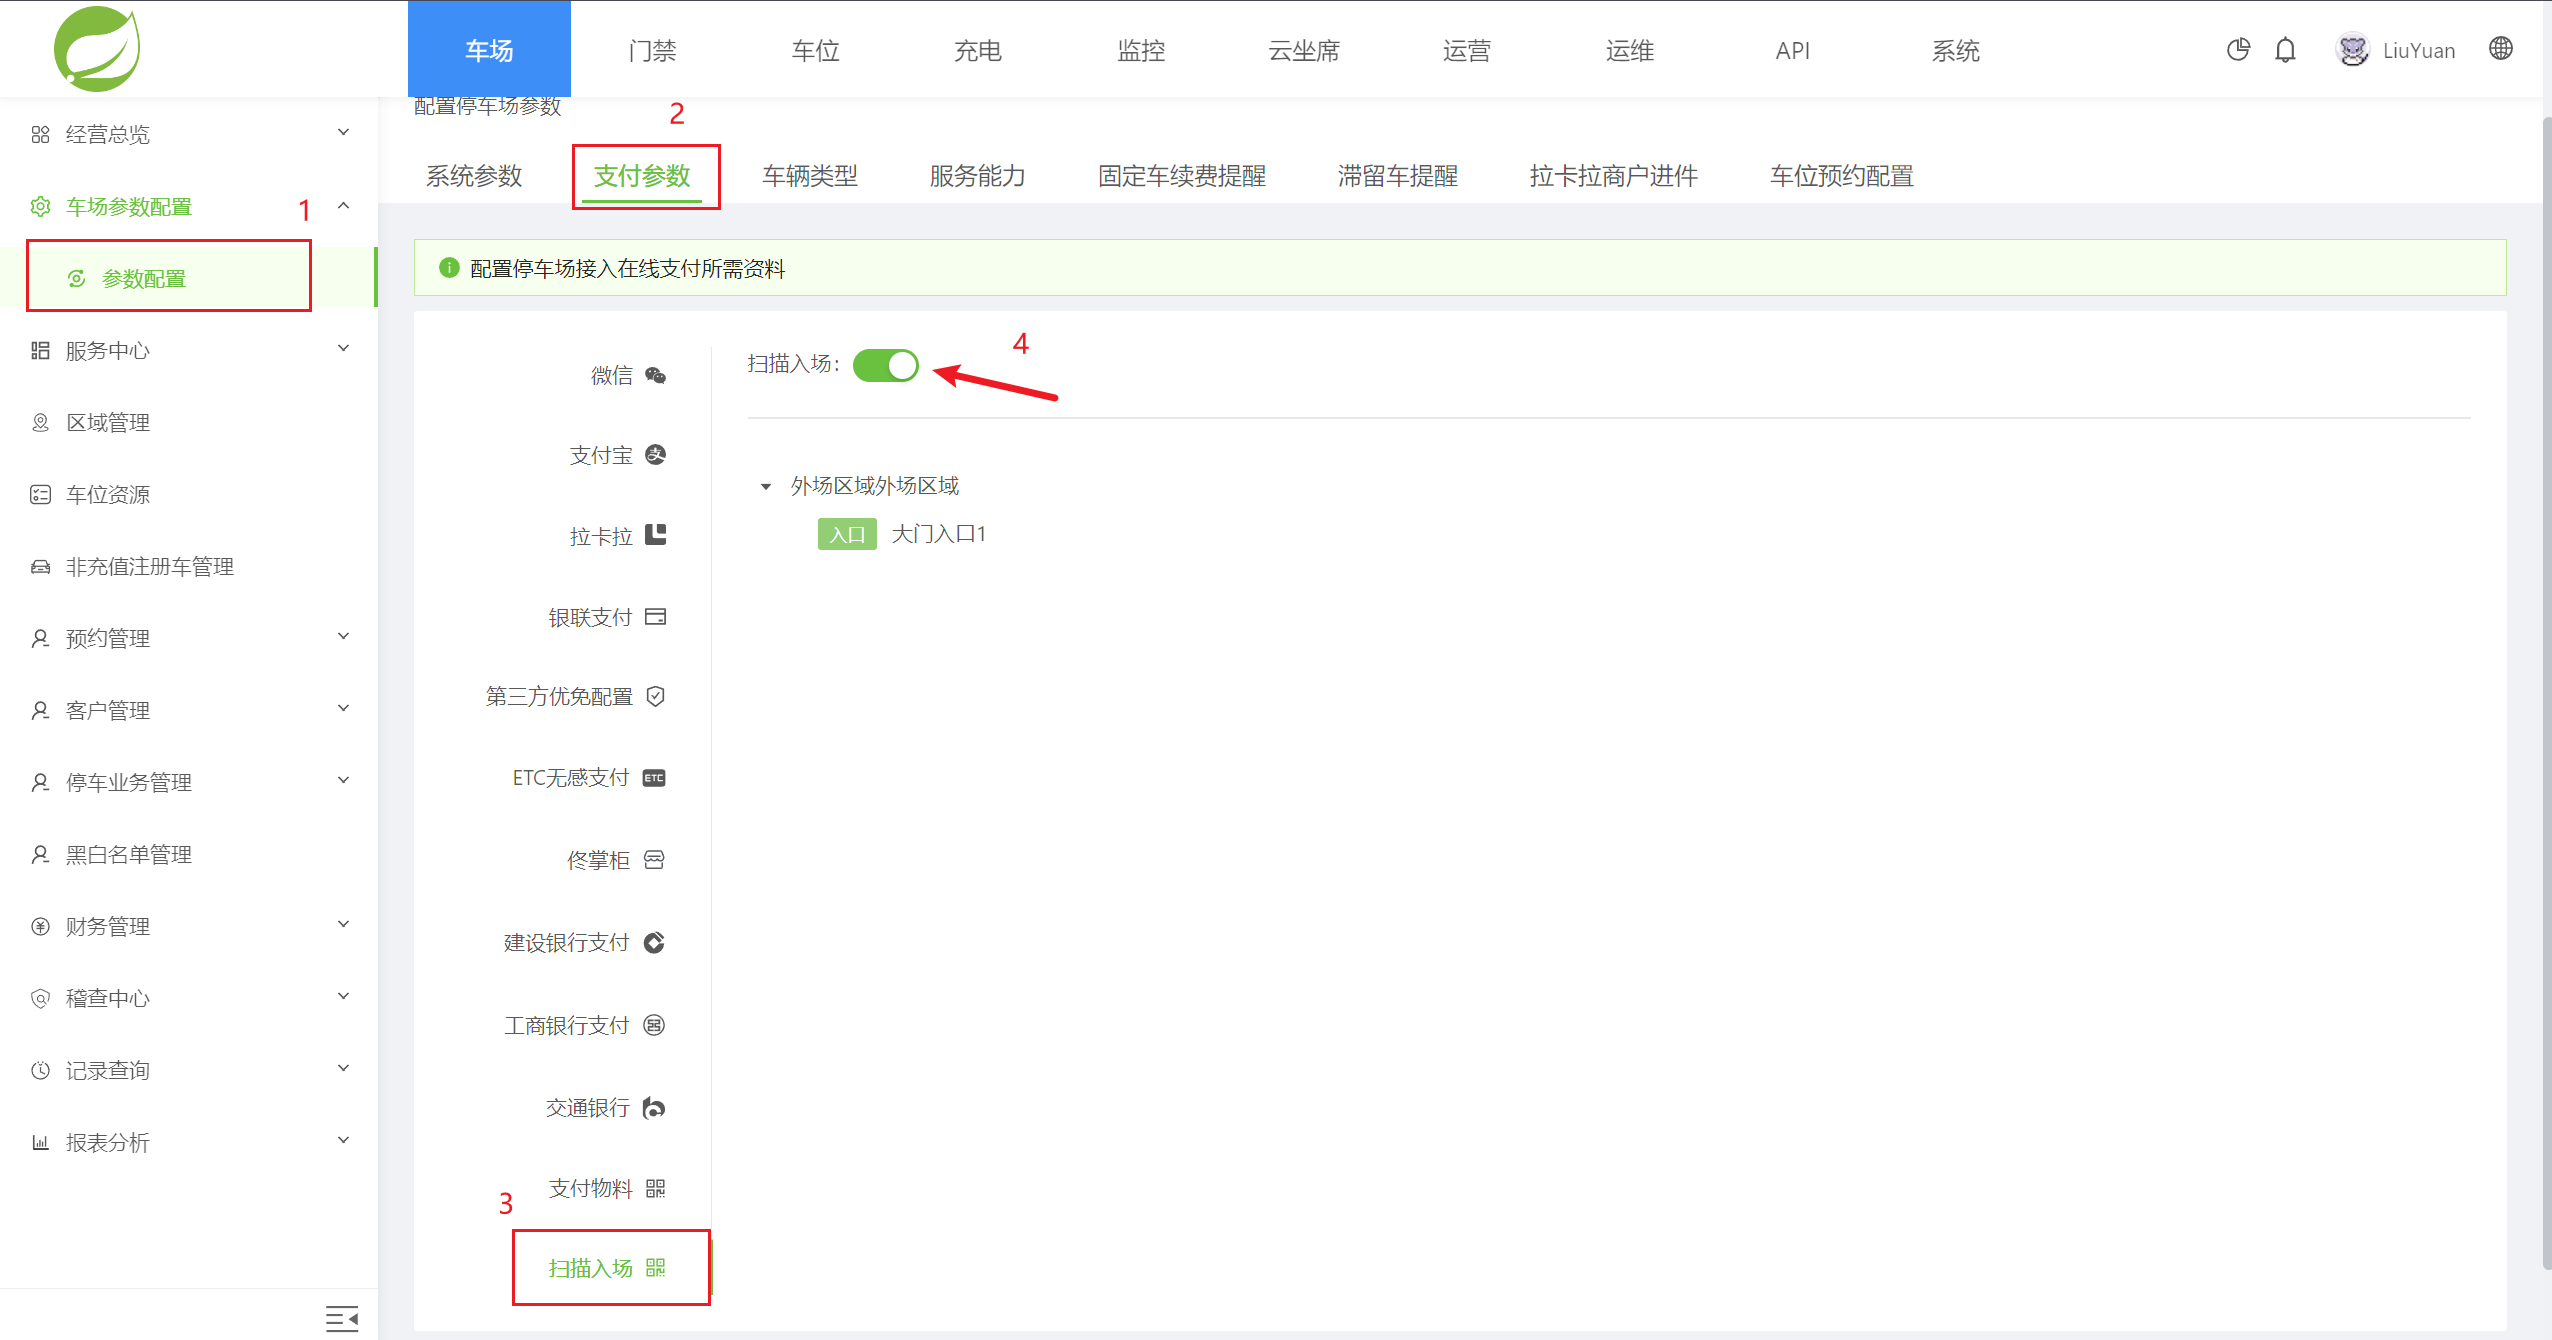 车场
门禁
车位
充电
监控
云坐席
运营
运维
API
系统
LiuYuan
配置停车场参数
2
经营总览
车场参数配置
1
参数配置
服务中心
区域管理
车位资源
非充值注册车管理
预约管理
客户管理
停车业务管理
黑白名单管理
财务管理
稽查中心
记录查询
报表分析
系统参数
支付参数
车辆类型
服务能力
固定车续费提醒
滞留车提醒
拉卡拉商户进件
车位预约配置
配置停车场接入在线支付所需资料
微信
支付宝
拉卡拉
银联支付
第三方优免配置
ETC无感支付 ETC
佟掌柜
建设银行支付
工商银行支付
交通银行
支付物料
3
扫描入场
扫描入场:
4
外场区域外场区域
入口 大门入口1